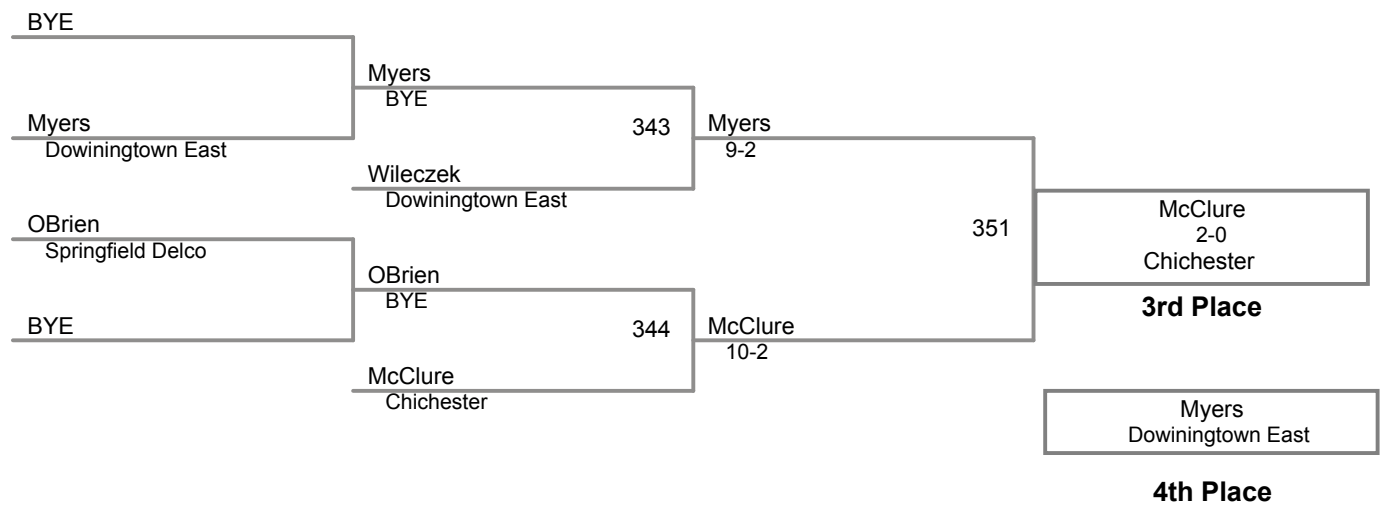 BYE
Myers
BYE
Myers
Dowiningtown East
343
Myers
9-2
Wileczek
Dowiningtown East
OBrien
Springfield Delco
351
McClure
2-0
Chichester
3rd Place
OBrien
BYE
BYE
344
McClure
10-2
McClure
Chichester
Myers
Dowiningtown East
4th Place